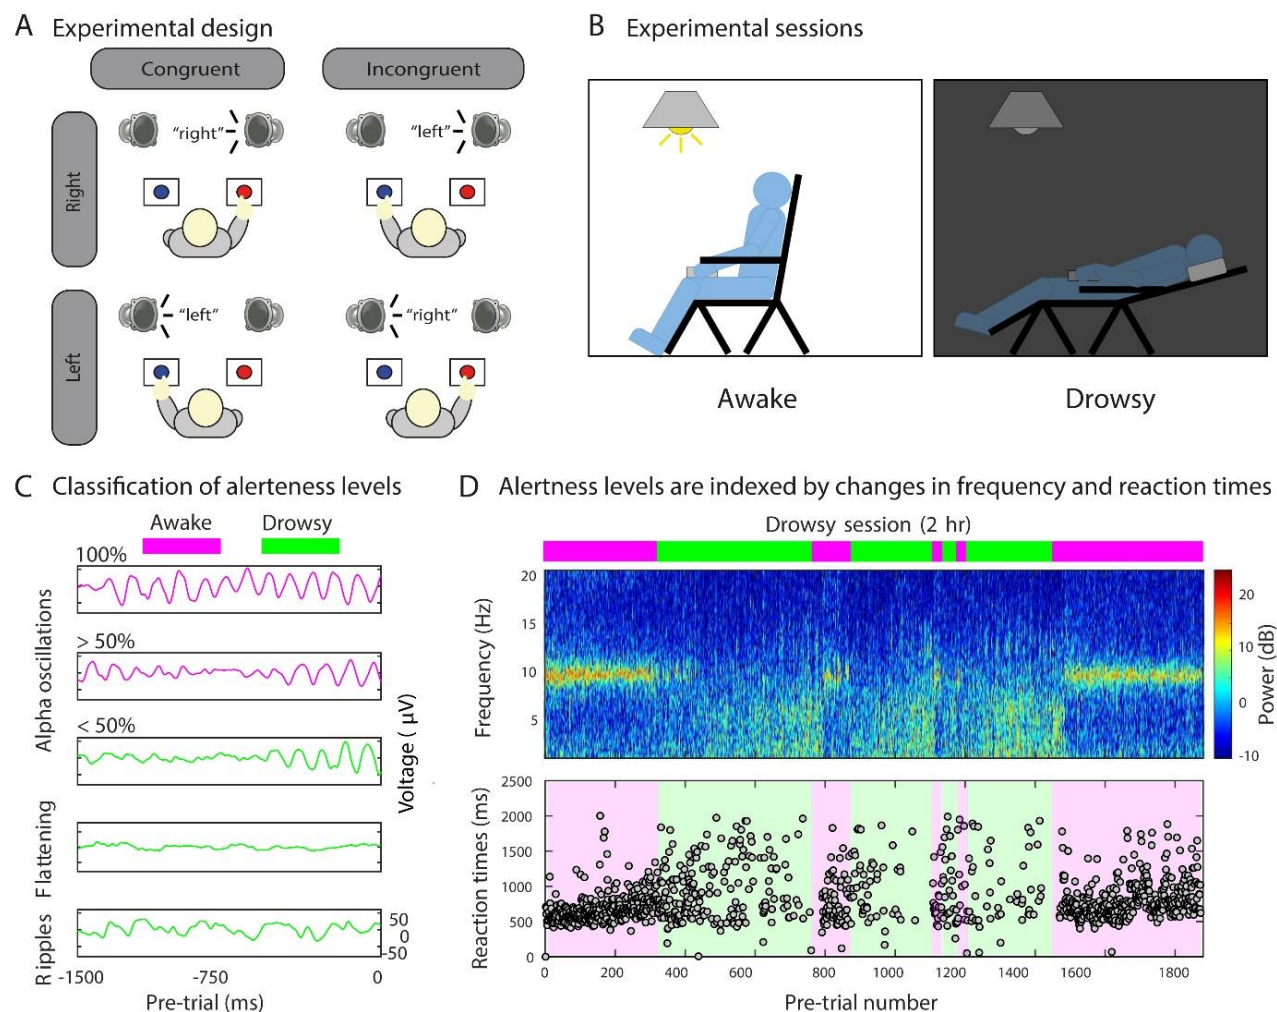 A Experimental design
Congruent
Incongruent
Right
"right"
"left"
Left
"left"
"right"
B Experimental sessions
Awake
Drowsy
C Classification of alerteness levels
Awake
Drowsy
100%
> 50%
< 50%
Alpha oscillations
Flattening
Ripples
Voltage ( µV)
50
0
-50
-1500
-750
0
Pre-trial (ms)
D Alertness levels are indexed by changes in frequency and reaction times
Drowsy session (2 hr)
Frequency (Hz)
20
15
10
5
20
10
0
-10
Power (dB)
Reaction times (ms)
2500
2000
1500
1000
500
0
0
200
400
600
800
1000
1200
1400
1600
1800
Pre-trial number